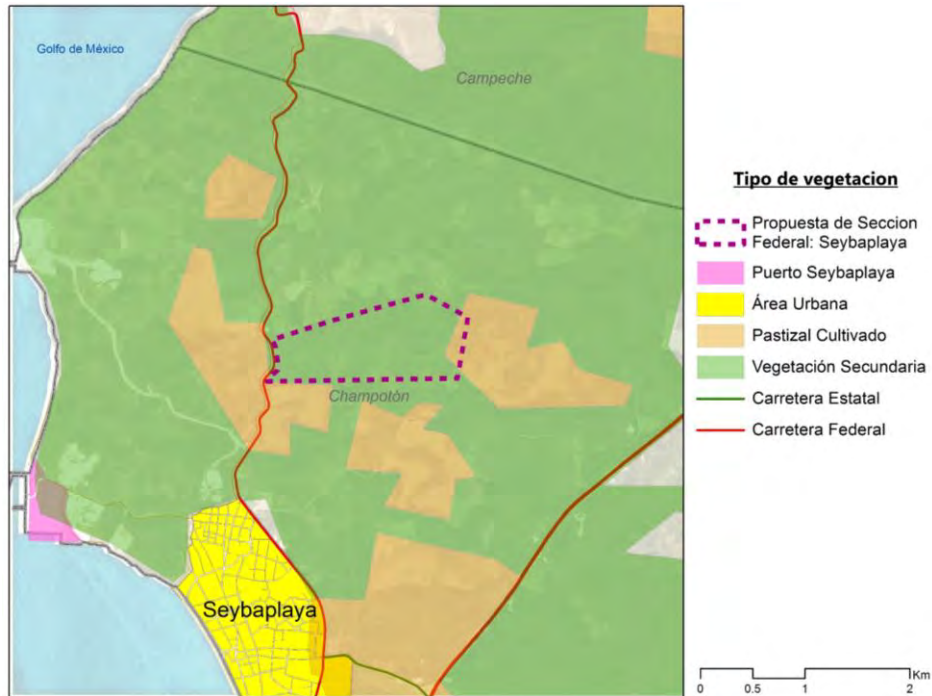 Golfo de México
Campeche
Champotón
Seybaplaya
Tipo de vegetacion
Propuesta de Seccion
Federal: Seybaplaya
Puerto Seybaplaya
Área Urbana
Pastizal Cultivado
Vegetación Secundaria
Carretera Estatal
Carretera Federal
Km
0 0.5 1 2